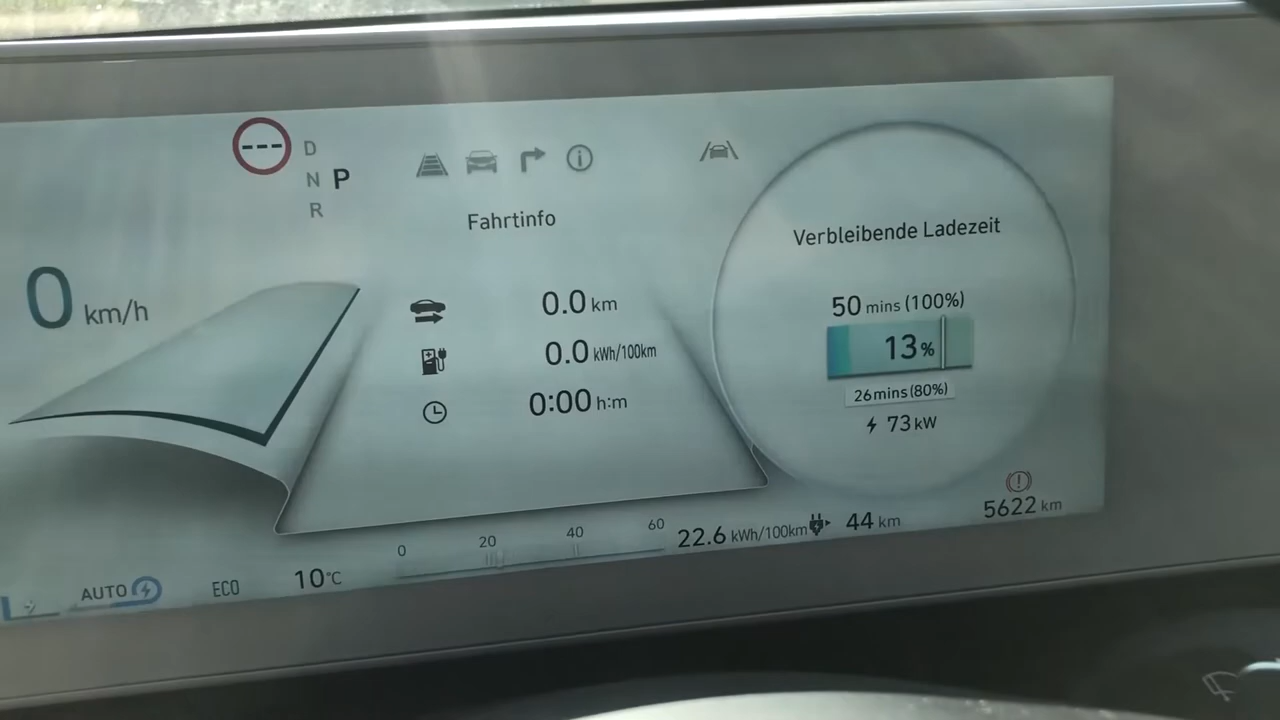 ---
D
N P
R
Fahrtinfo
0 km/h
0.0 km
0.0 kWh/100km
0:00 h:m
Verbleibende Ladezeit
50 mins (100%)
13%
26 mins (80%)
73 kW
0 20 40 60
22.6 kWh/100km
44 km
5622 km
AUTO
ECO
10°C